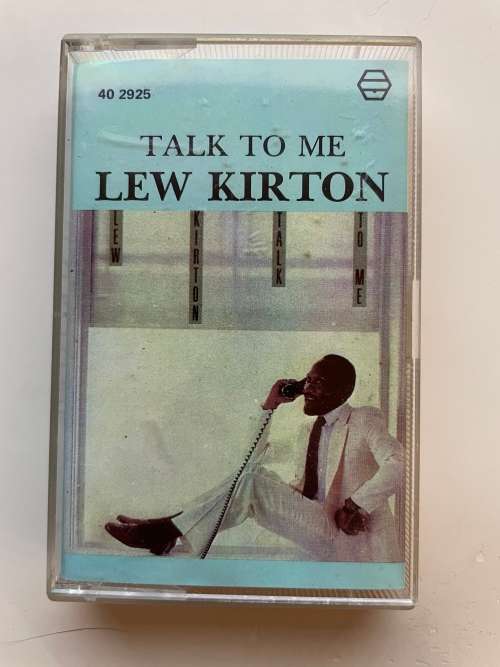 40 2925
TALK TO ME
LEW KIRTON
LEW
KIRTON
TALK
TO ME